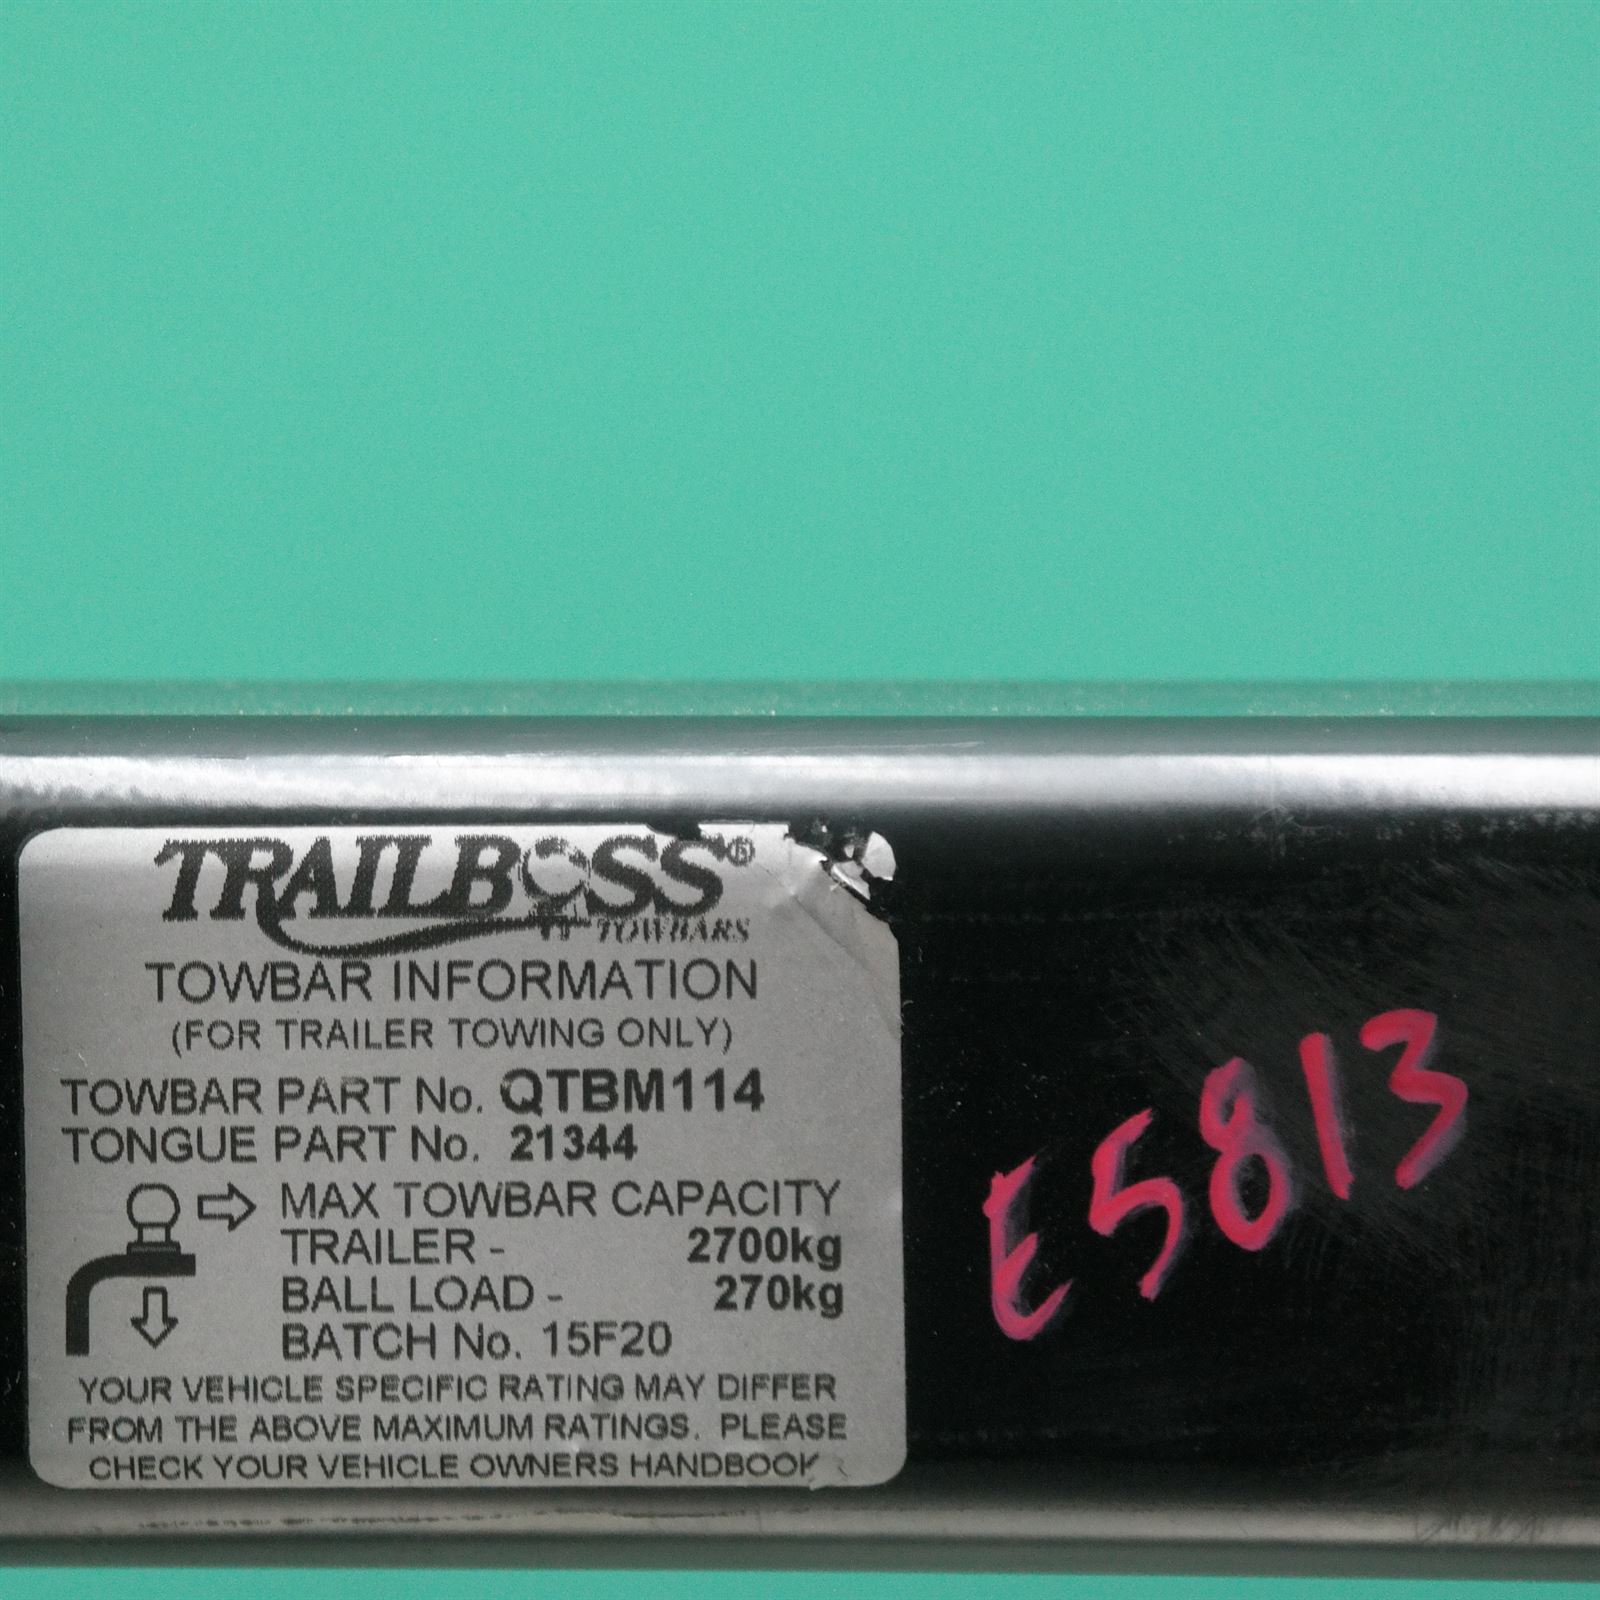 TRAILBOSS®
TOWBARS
TOWBAR INFORMATION
(FOR TRAILER TOWING ONLY)
TOWBAR PART No. QTBM114
TONGUE PART No. 21344
MAX TOWBAR CAPACITY
TRAILER - 2700kg
BALL LOAD - 270kg
BATCH No. 15F20
YOUR VEHICLE SPECIFIC RATING MAY DIFFER
FROM THE ABOVE MAXIMUM RATINGS. PLEASE
CHECK YOUR VEHICLE OWNERS HANDBOOK
E5813